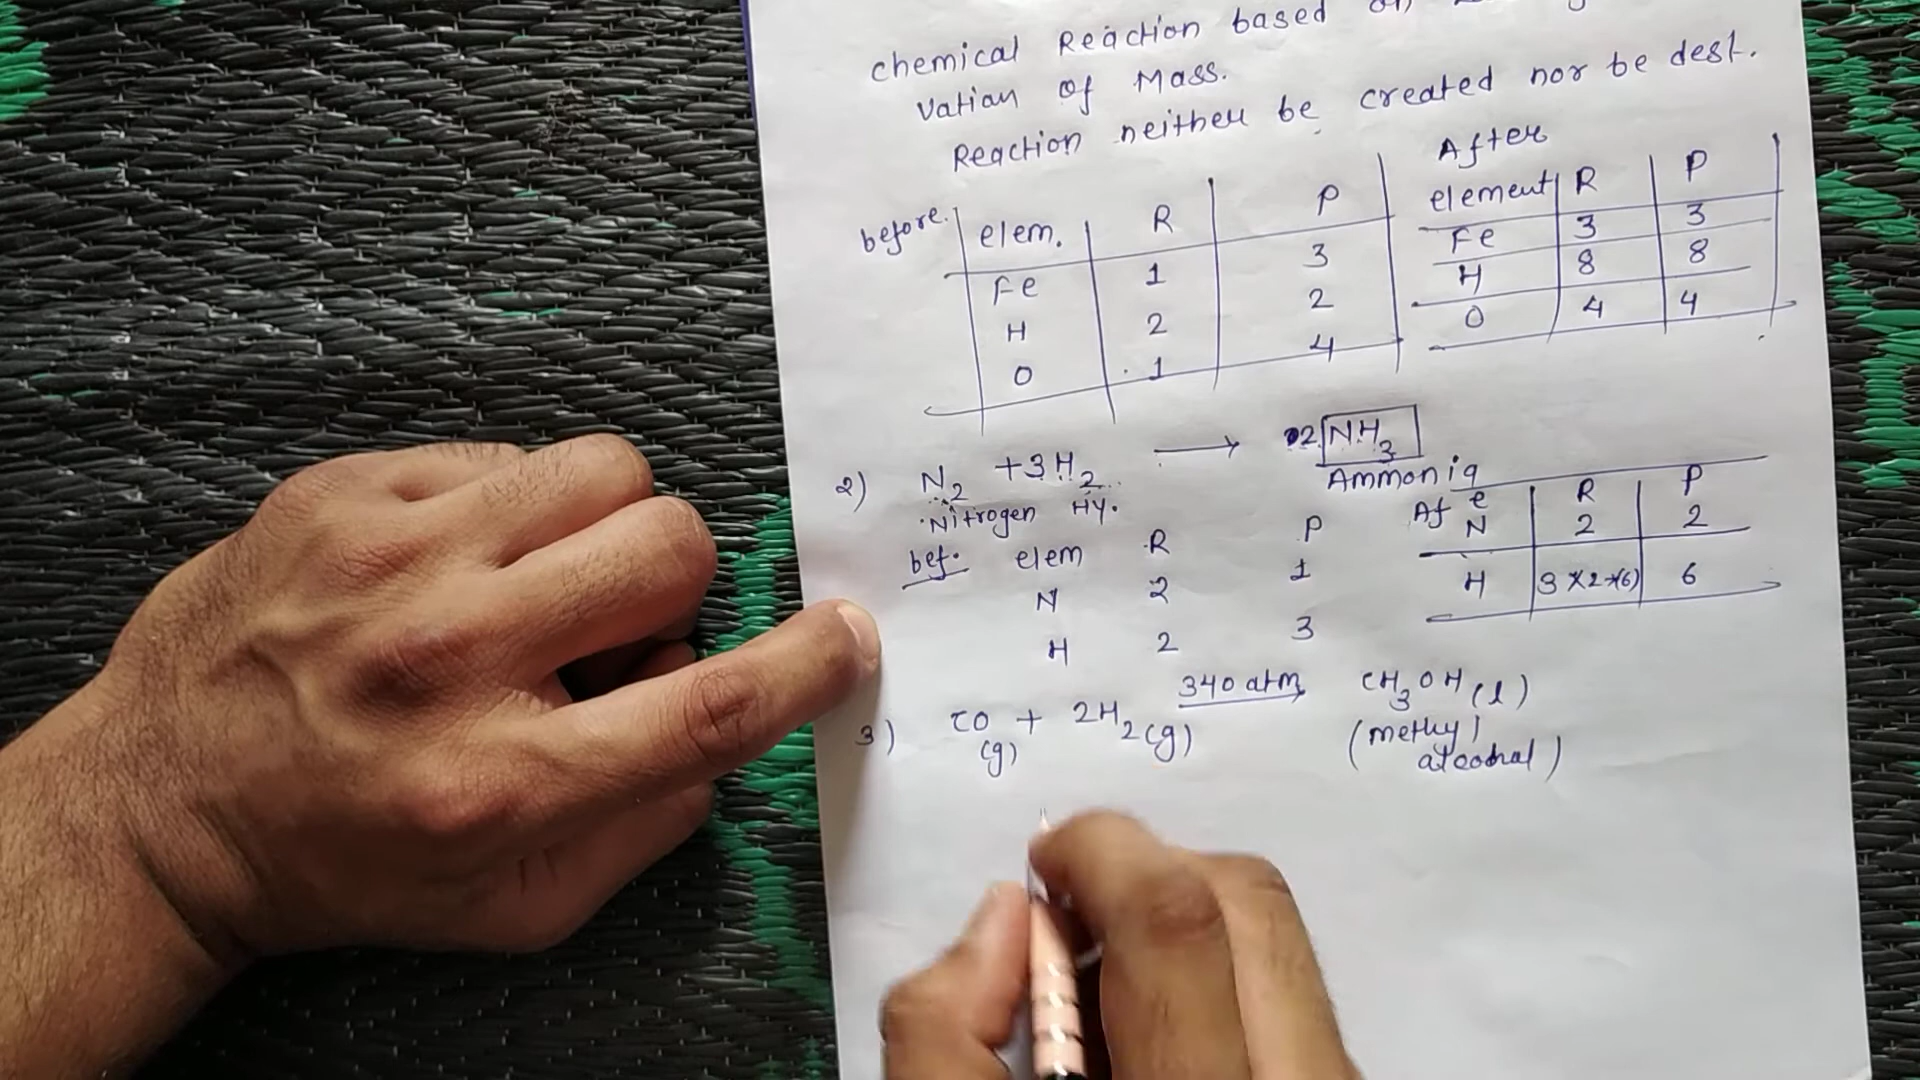 chemical Reaction based on
vation of Mass.
Reaction neither be created nor be dest.
before.
elem. R P
Fe 1 3
H 2 2
O 1 4
After
element R P
Fe 3 3
H 8 8
O 4 4
2) N2 + 3H2 → 2 NH3
Nitrogen Hy. Ammonia
bef. elem R P
N 2 1
H 2 3
Af e R P
N 2 2
H 3×2→(6) 6
3) CO(g) + 2H2(g) 340 atm CH3OH(l)
(methyl
alcohal)